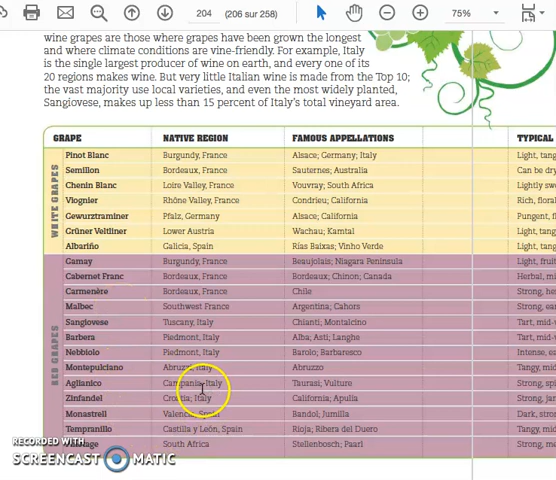 204 (206 sur 258) 75%
wine grapes are those where grapes have been grown the longest
and where climate conditions are vine-friendly. For example, Italy
is the single largest producer of wine on earth, and every one of its
20 regions makes wine. But very little Italian wine is made from the Top 10;
the vast majority use local varieties, and even the most widely planted,
Sangiovese, makes up less than 15 percent of Italy's total vineyard area.
GRAPE NATIVE REGION FAMOUS APPELLATIONS TYPICAL
WHITE GRAPES
Pinot Blanc Burgundy, France Alsace; Germany; Italy Light, tang
Semillon Bordeaux, France Sauternes; Australia Can be dry
Chenin Blanc Loire Valley, France Vouvray; South Africa Lightly swe
Viognier Rhône Valley, France Condrieu; California Rich, floral
Gewurztraminer Pfalz, Germany Alsace; California Pungent, f
Grüner Veltliner Lower Austria Wachau; Kamtal Light, tang
Albariño Galicia, Spain Rías Baixas; Vinho Verde Light, tang
RED GRAPES
Gamay Burgundy, France Beaujolais; Niagara Peninsula Light, fruit
Cabernet Franc Bordeaux, France Bordeaux; Chinon; Canada Herbal, mi
Carmenère Bordeaux, France Chile Strong, he
Malbec Southwest France Argentina; Cahors Strong, ea
Sangiovese Tuscany, Italy Chianti; Montalcino Tart, mid-
Barbera Piedmont, Italy Alba; Asti; Langhe Tart, mid-
Nebbiolo Piedmont, Italy Barolo; Barbaresco Intense, ea
Montepulciano Abruzzi, Italy Abruzzo Tangy, mid
Aglianico Campania, Italy Taurasi; Vulture Strong, spi
Zinfandel Croatia; Italy California; Apulia Strong, jar
Monastrell Valencia, Spain Bandol; Jumilla Dark, stro
Tempranillo Castilla y León, Spain Rioja; Ribera del Duero Tangy, mid
South Africa Stellenbosch; Paarl Strong, me
RECORDED WITH
SCREENCAST MATIC